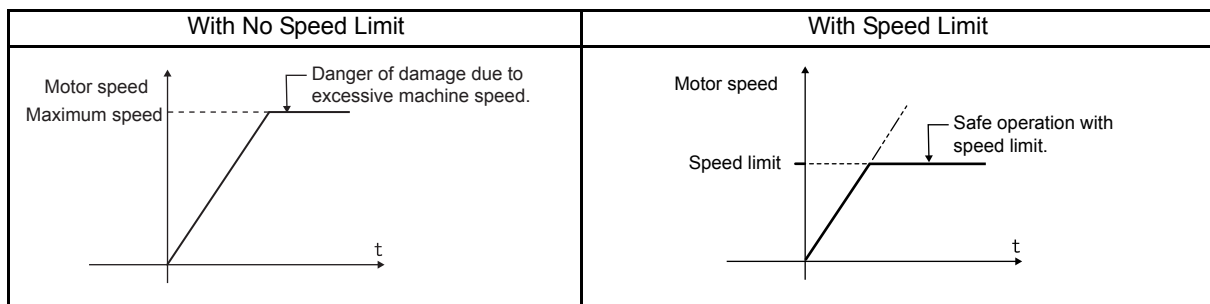 With No Speed Limit
With Speed Limit
Motor speed
Maximum speed
Danger of damage due to
excessive machine speed.
t
Motor speed
Speed limit
Safe operation with
speed limit.
t